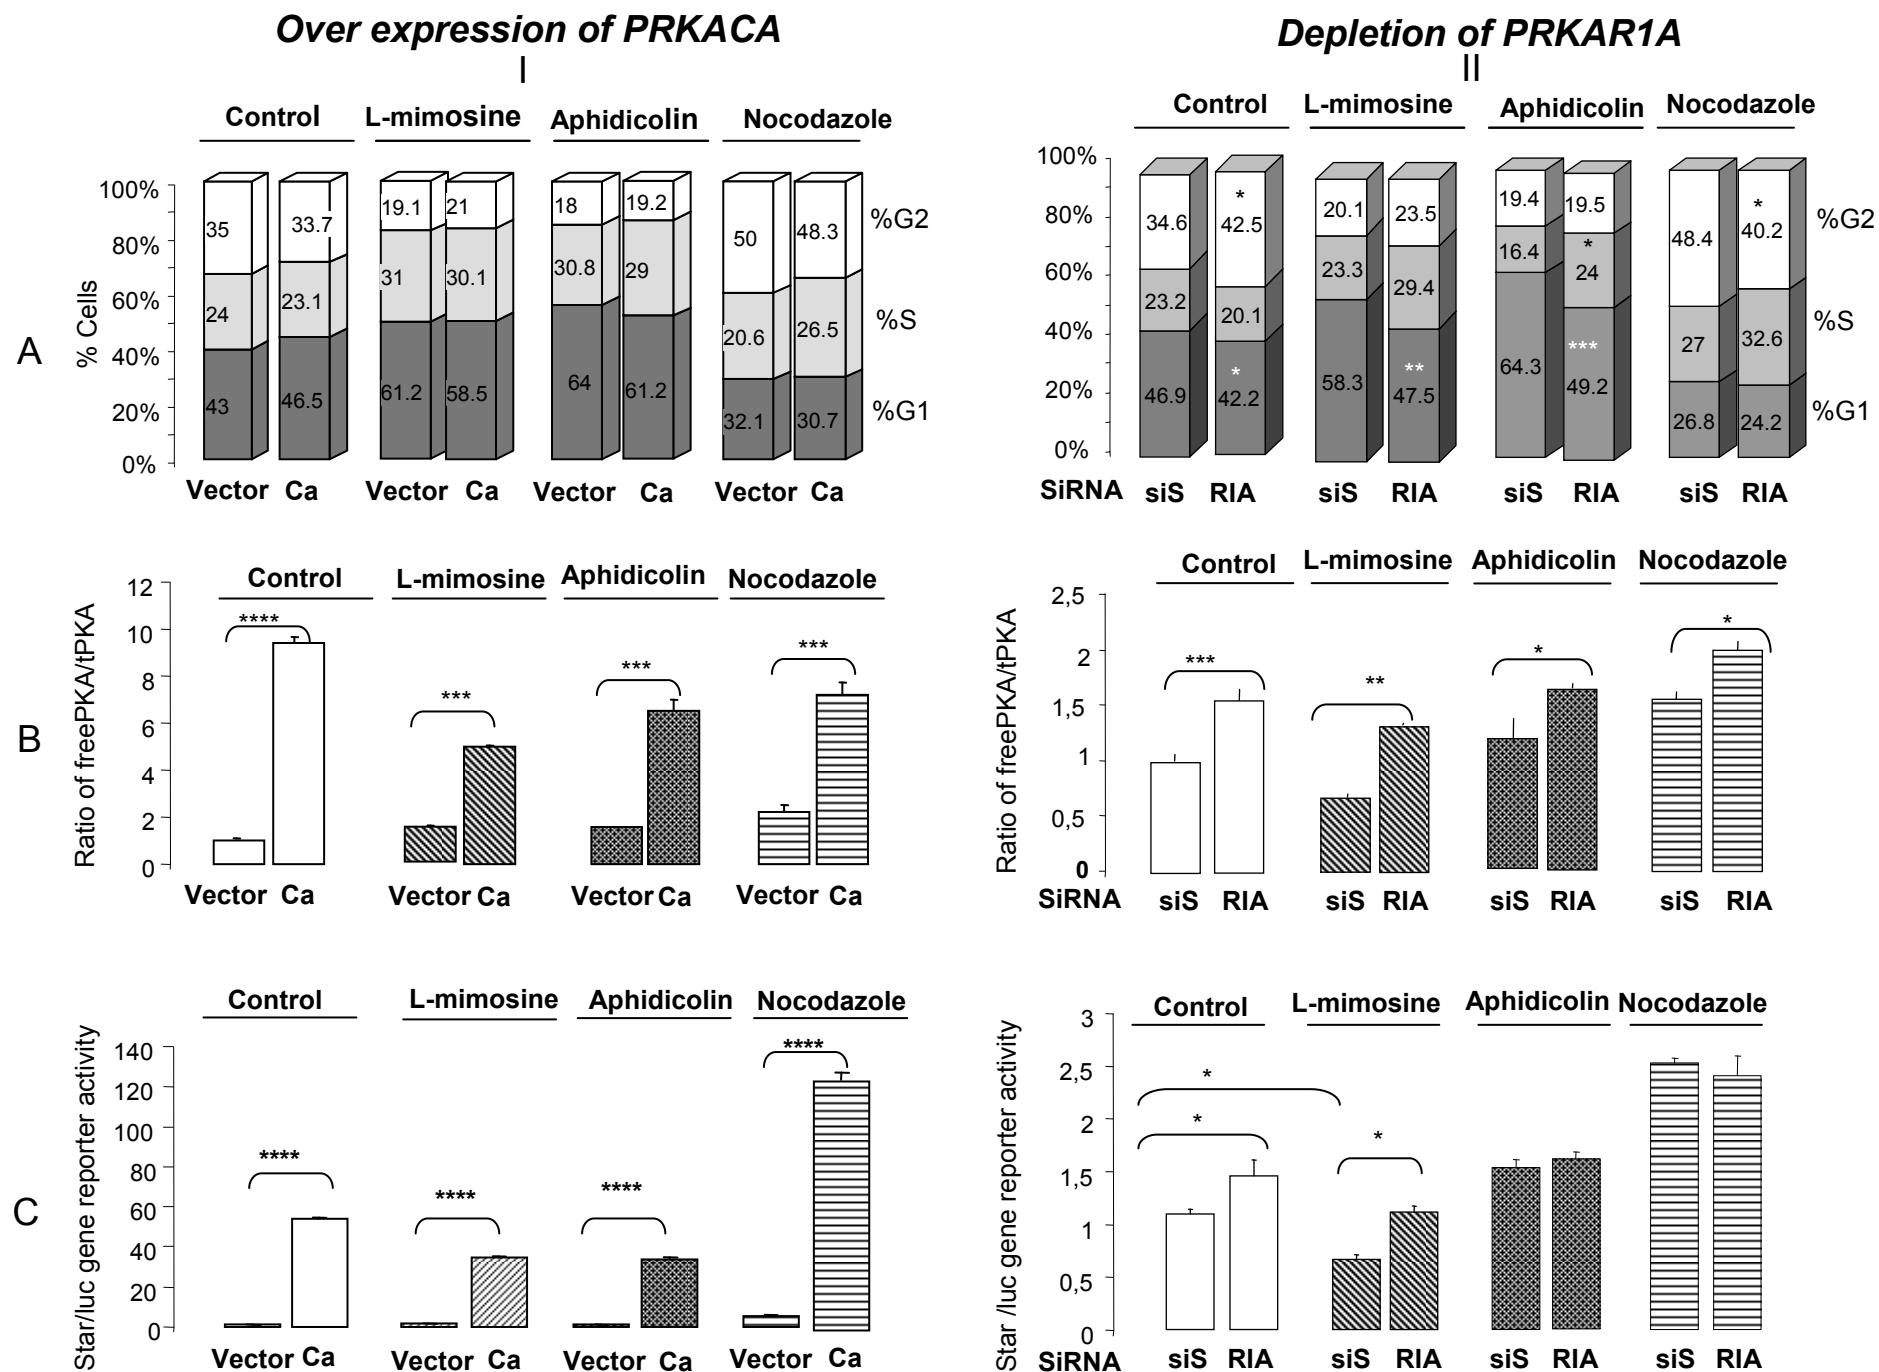 Over expression of PRKACA
I
Depletion of PRKAR1A
II
A
Control L-mimosine Aphidicolin Nocodazole
% Cells
100%
80%
60%
40%
20%
0%
35 33.7 19.1 21 18 19.2 50 48.3 %G2
24 23.1 31 30.1 30.8 29 20.6 26.5 %S
43 46.5 61.2 58.5 64 61.2 32.1 30.7 %G1
Vector Ca Vector Ca Vector Ca Vector Ca
Control L-mimosine Aphidicolin Nocodazole
100%
80%
60%
40%
20%
0%
* *
34.6 42.5 20.1 23.5 19.4 19.5 48.4 40.2 %G2
*
23.2 20.1 23.3 29.4 16.4 24 27 32.6 %S
* ** ***
46.9 42.2 58.3 47.5 64.3 49.2 26.8 24.2 %G1
SiRNA siS RIA siS RIA siS RIA siS RIA
B
Control L-mimosine Aphidicolin Nocodazole
Ratio of freePKA/tPKA
12
10
8
6
4
2
0
**** *** *** ***
Vector Ca Vector Ca Vector Ca Vector Ca
Control L-mimosine Aphidicolin Nocodazole
Ratio of freePKA/tPKA
2,5
2
1,5
1
0,5
0
*** ** * *
SiRNA siS RIA siS RIA siS RIA siS RIA
C
Control L-mimosine Aphidicolin Nocodazole
Star/luc gene reporter activity
140
120
100
80
60
40
20
0
**** **** **** ****
Vector Ca Vector Ca Vector Ca Vector Ca
Control L-mimosine Aphidicolin Nocodazole
Star /luc gene reporter activity
3
2,5
2
1,5
1
0,5
0
*
* *
SiRNA siS RIA siS RIA siS RIA siS RIA